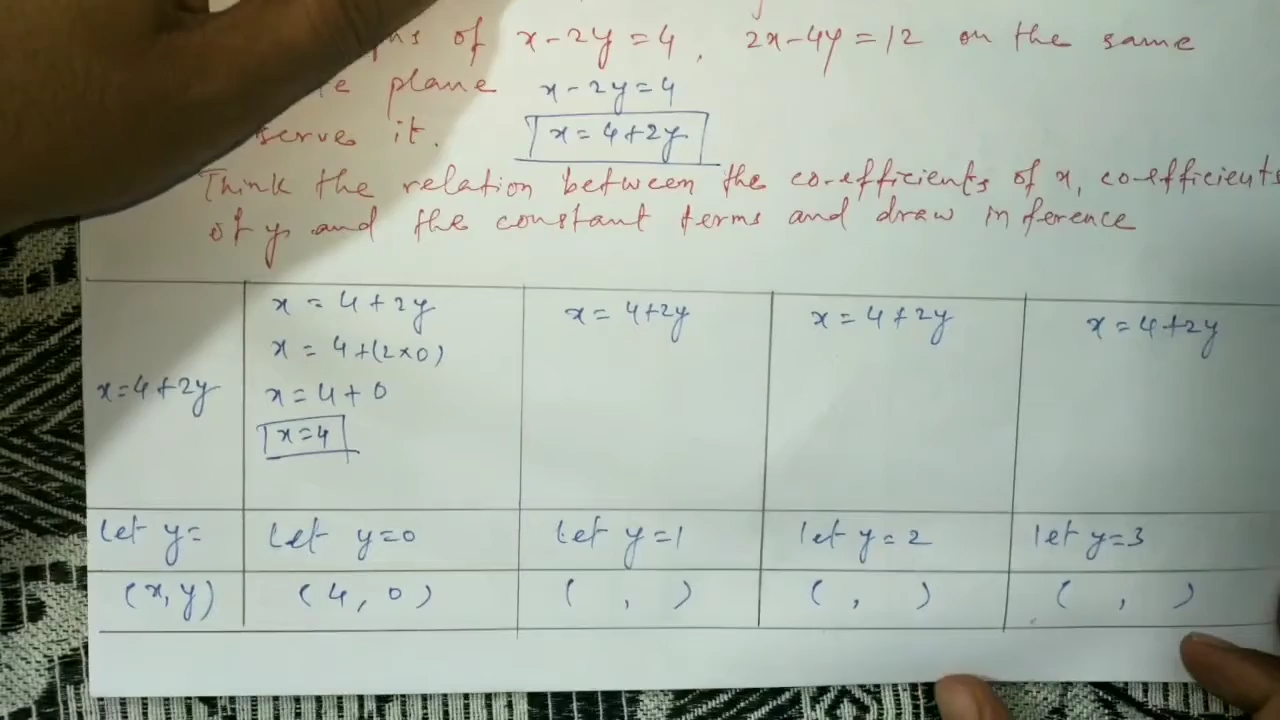 of x-2y=4, 2x-4y=12 on the same
plane x-2y=4
it. x=4+2y
Think the relation between the co-efficients of x, co-efficients
of y and the constant terms and draw inference
x=4+2y
x=4+2y
x=4+(2×0)
x=4+0
x=4
x=4+2y
x=4+2y
x=4+2y
Let y= Let y=0 Let y=1 let y=2 let y=3
(x,y) (4,0) ( , ) ( , ) ( , )